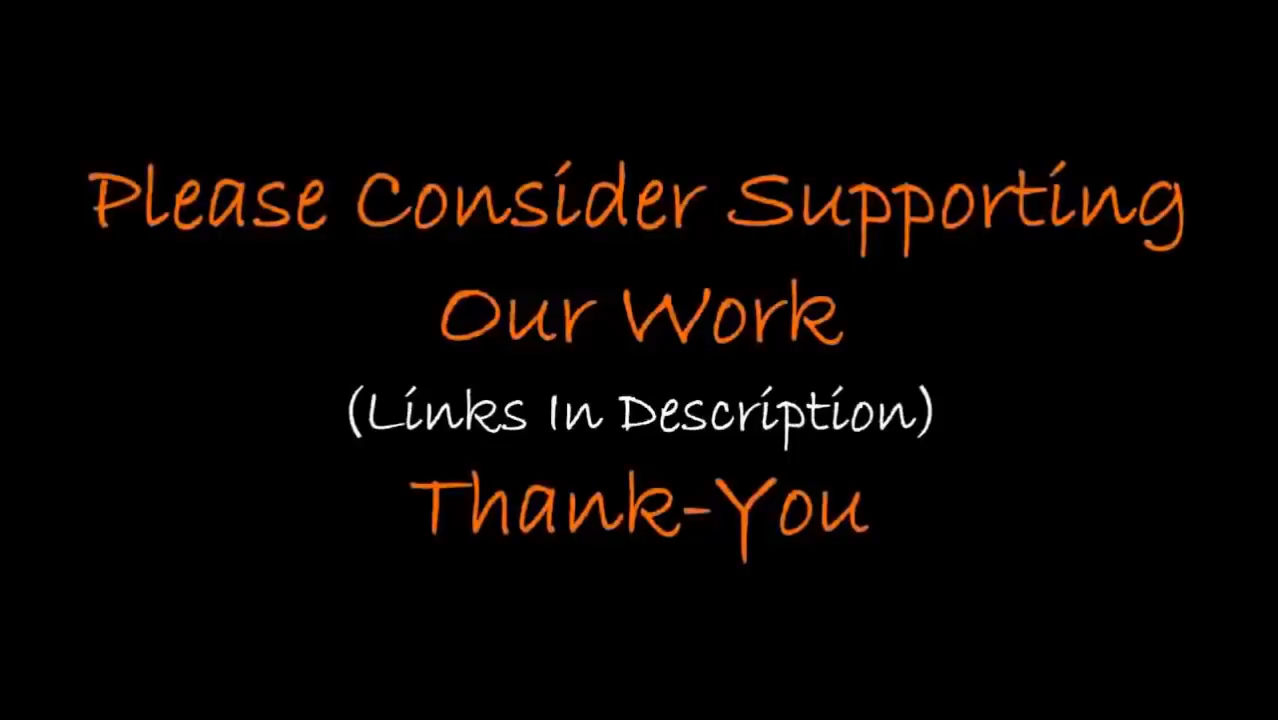 Please Consider Supporting
Our Work
(Links In Description)
Thank-You